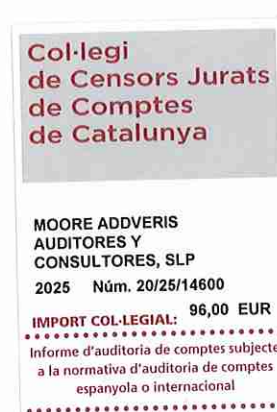 Col·legi
de Censors Jurats
de Comptes
de Catalunya
MOORE ADDVERIS
AUDITORES Y
CONSULTORES, SLP
2025 Núm. 20/25/14600
IMPORT COL·LEGIAL: 96,00 EUR
Informe d'auditoria de comptes subjecte
a la normativa d'auditoria de comptes
espanyola o internacional